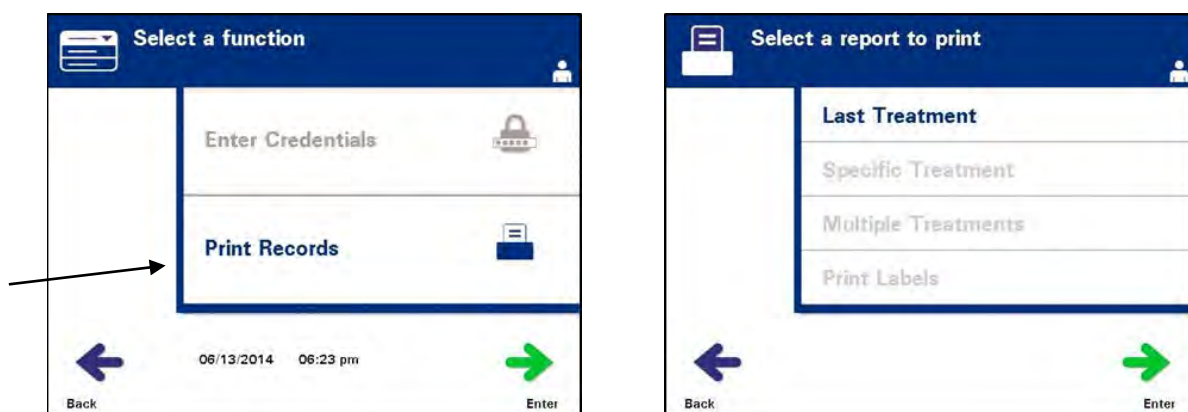 Select a function
Enter Credentials
Print Records
06/13/2014 06:23 pm
Back
Enter
Select a report to print
Last Treatment
Specific Treatment
Multiple Treatments
Print Labels
Back
Enter